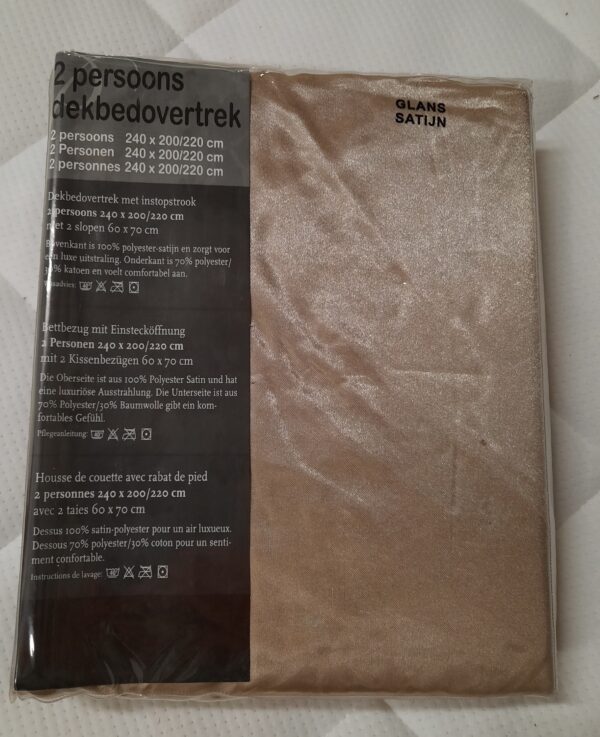 2 persoons
dekbedovertrek
2 persoons 240 x 200/220 cm
2 Personen 240 x 200/220 cm
2 personnes 240 x 200/220 cm
GLANS
SATIJN
Dekbedovertrek met instopstrook
2 persoons 240 x 200/220 cm
met 2 slopen 60 x 70 cm
Bovenkant is 100% polyester-satijn en zorgt voor
een luxe uitstraling. Onderkant is 70% polyester/
30% katoen en voelt comfortabel aan.
Wasadvies:
Bettbezug mit Einstecköffnung
2 Personen 240 x 200/220 cm
mit 2 Kissenbezügen 60 x 70 cm
Die Oberseite ist aus 100% Polyester Satin und hat
eine luxuriöse Ausstrahlung. Die Unterseite ist aus
70% Polyester/30% Baumwolle gibt ein kom-
fortables Gefühl.
Pflegeanleitung:
Housse de couette avec rabat de pied
2 personnes 240 x 200/220 cm
avec 2 taies 60 x 70 cm
Dessus 100% satin-polyester pour un air luxueux.
Dessous 70% polyester/30% coton pour un senti-
ment confortable.
Instructions de lavage: